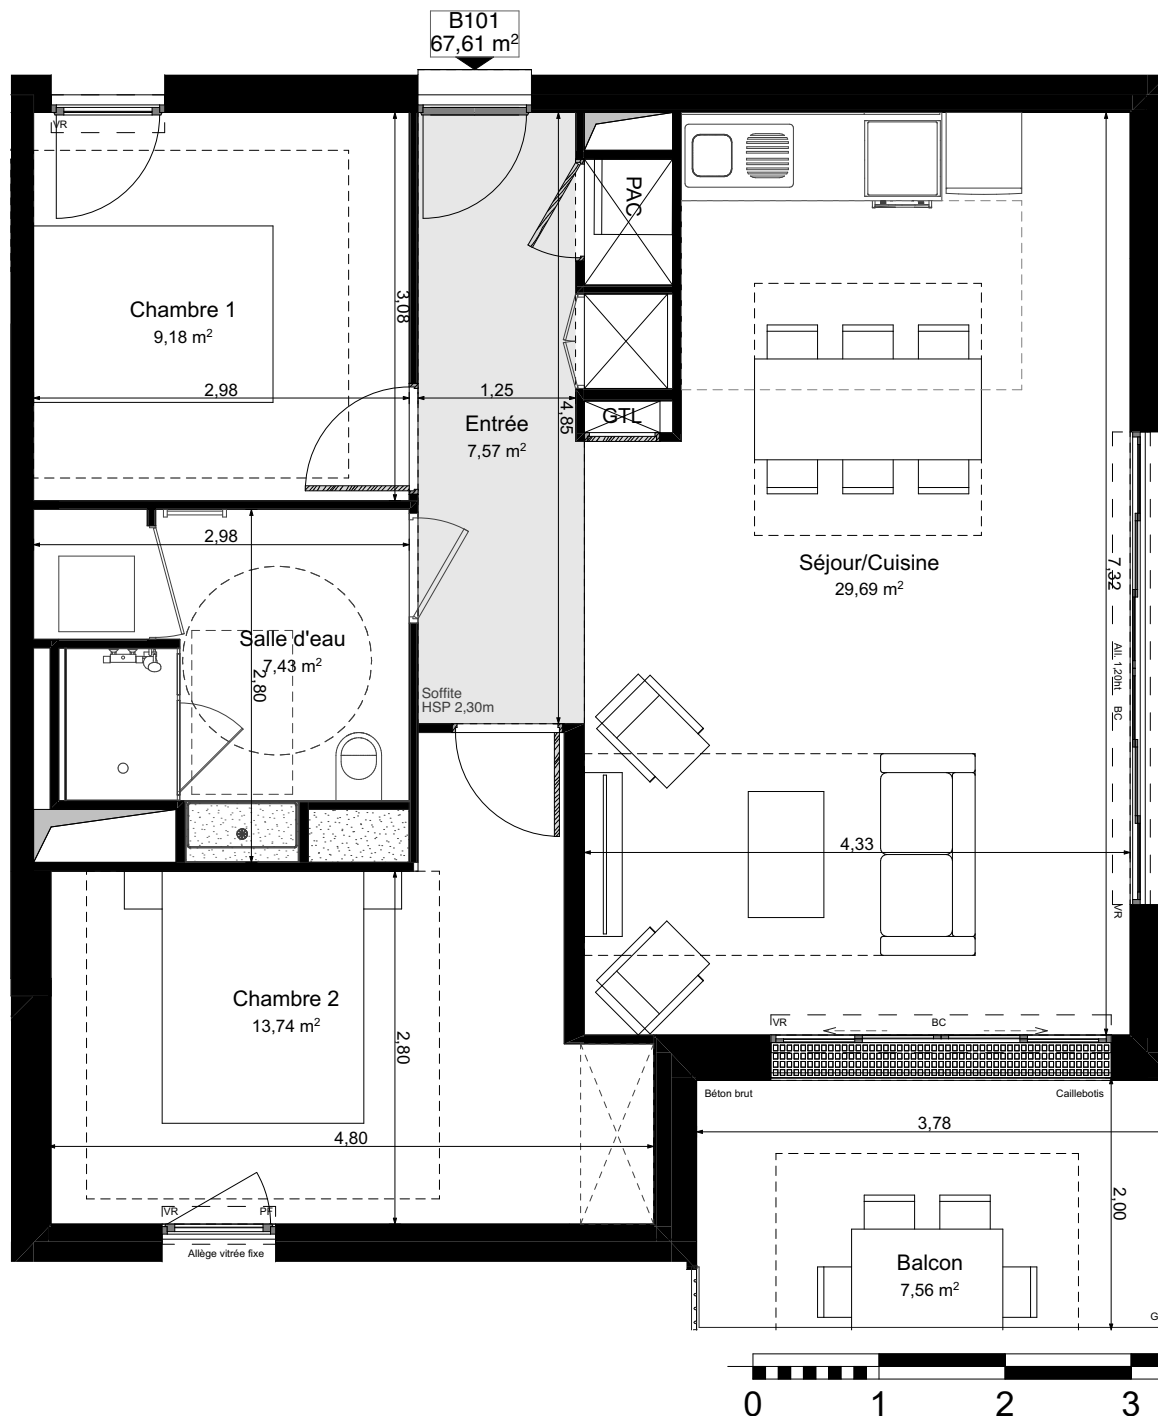 B101
67,61 m²
VR
PAC
Chambre 1
9,18 m²
3,08
2,98
1,25
4,85
GTL
Entrée
7,57 m²
2,98
Séjour/Cuisine
29,69 m²
7,32
Salle d'eau
7,43 m²
2,80
All. 1,20ht
BC
VR
Soffite
HSP 2,30m
4,33
Chambre 2
13,74 m²
2,80
VR
BC
Béton brut
Caillebotis
3,78
4,80
2,00
VR
PF
Allège vitrée fixe
Balcon
7,56 m²
G
0
1
2
3